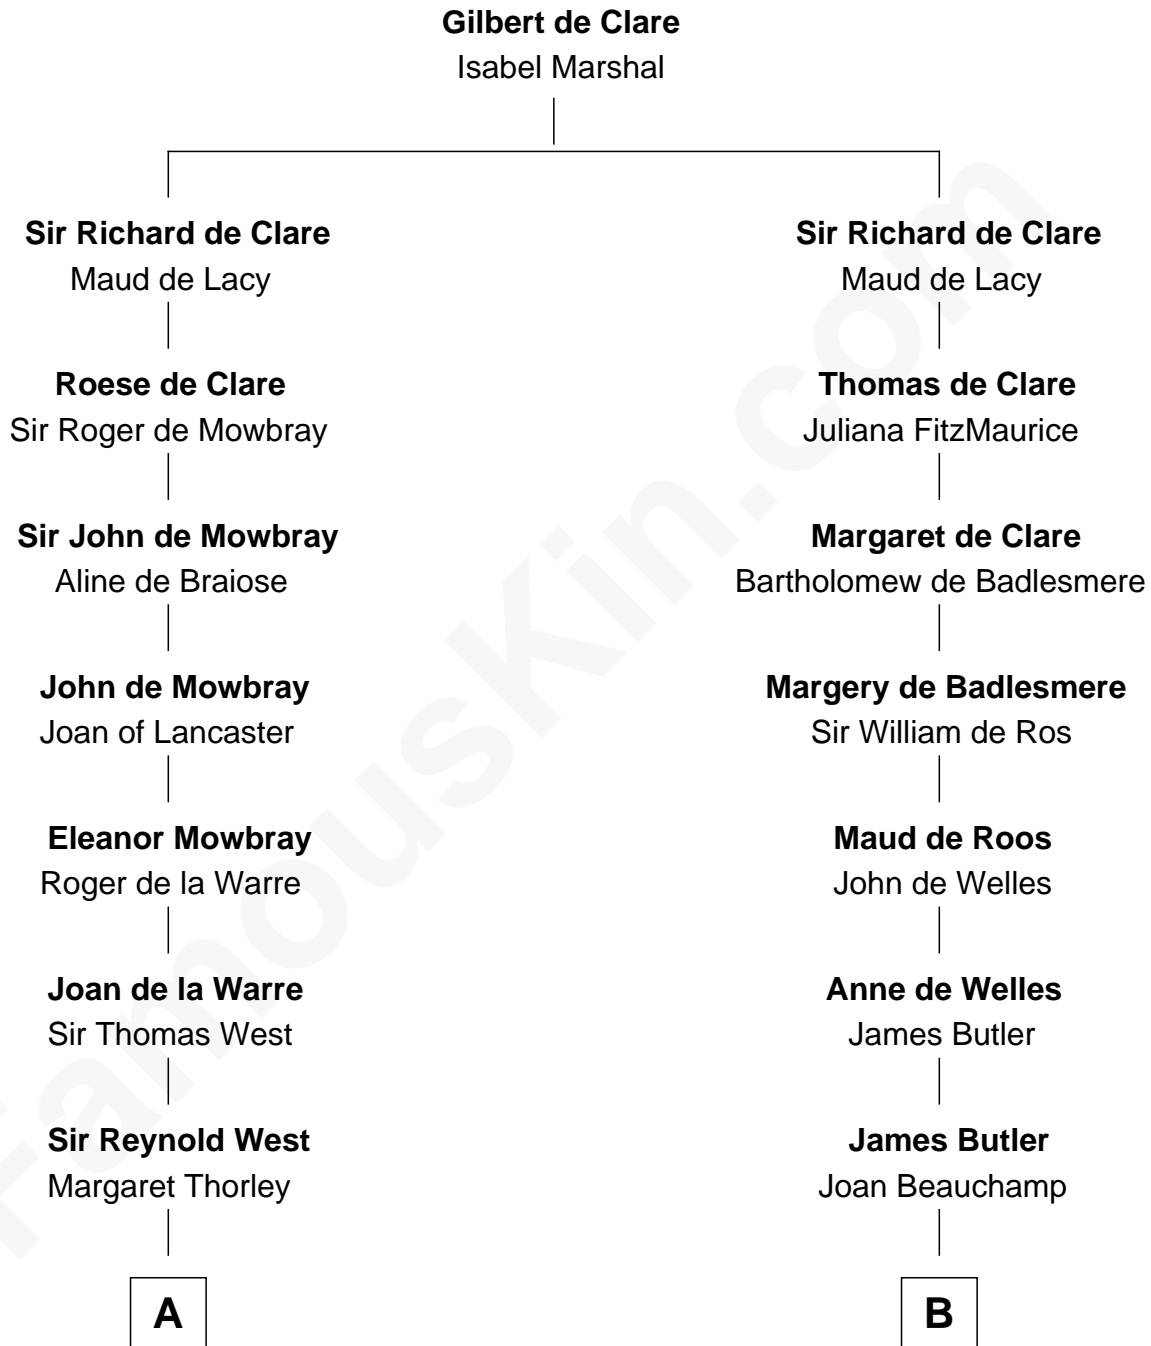 Gilbert de Clare
Isabel Marshal
Sir Richard de Clare
Maud de Lacy
Roese de Clare
Sir Roger de Mowbray
Sir John de Mowbray
Aline de Braiose
John de Mowbray
Joan of Lancaster
Eleanor Mowbray
Roger de la Warre
Joan de la Warre
Sir Thomas West
Sir Reynold West
Margaret Thorley
A
Sir Richard de Clare
Maud de Lacy
Thomas de Clare
Juliana FitzMaurice
Margaret de Clare
Bartholomew de Badlesmere
Margery de Badlesmere
Sir William de Ros
Maud de Roos
John de Welles
Anne de Welles
James Butler
James Butler
Joan Beauchamp
B
FamousKin.com